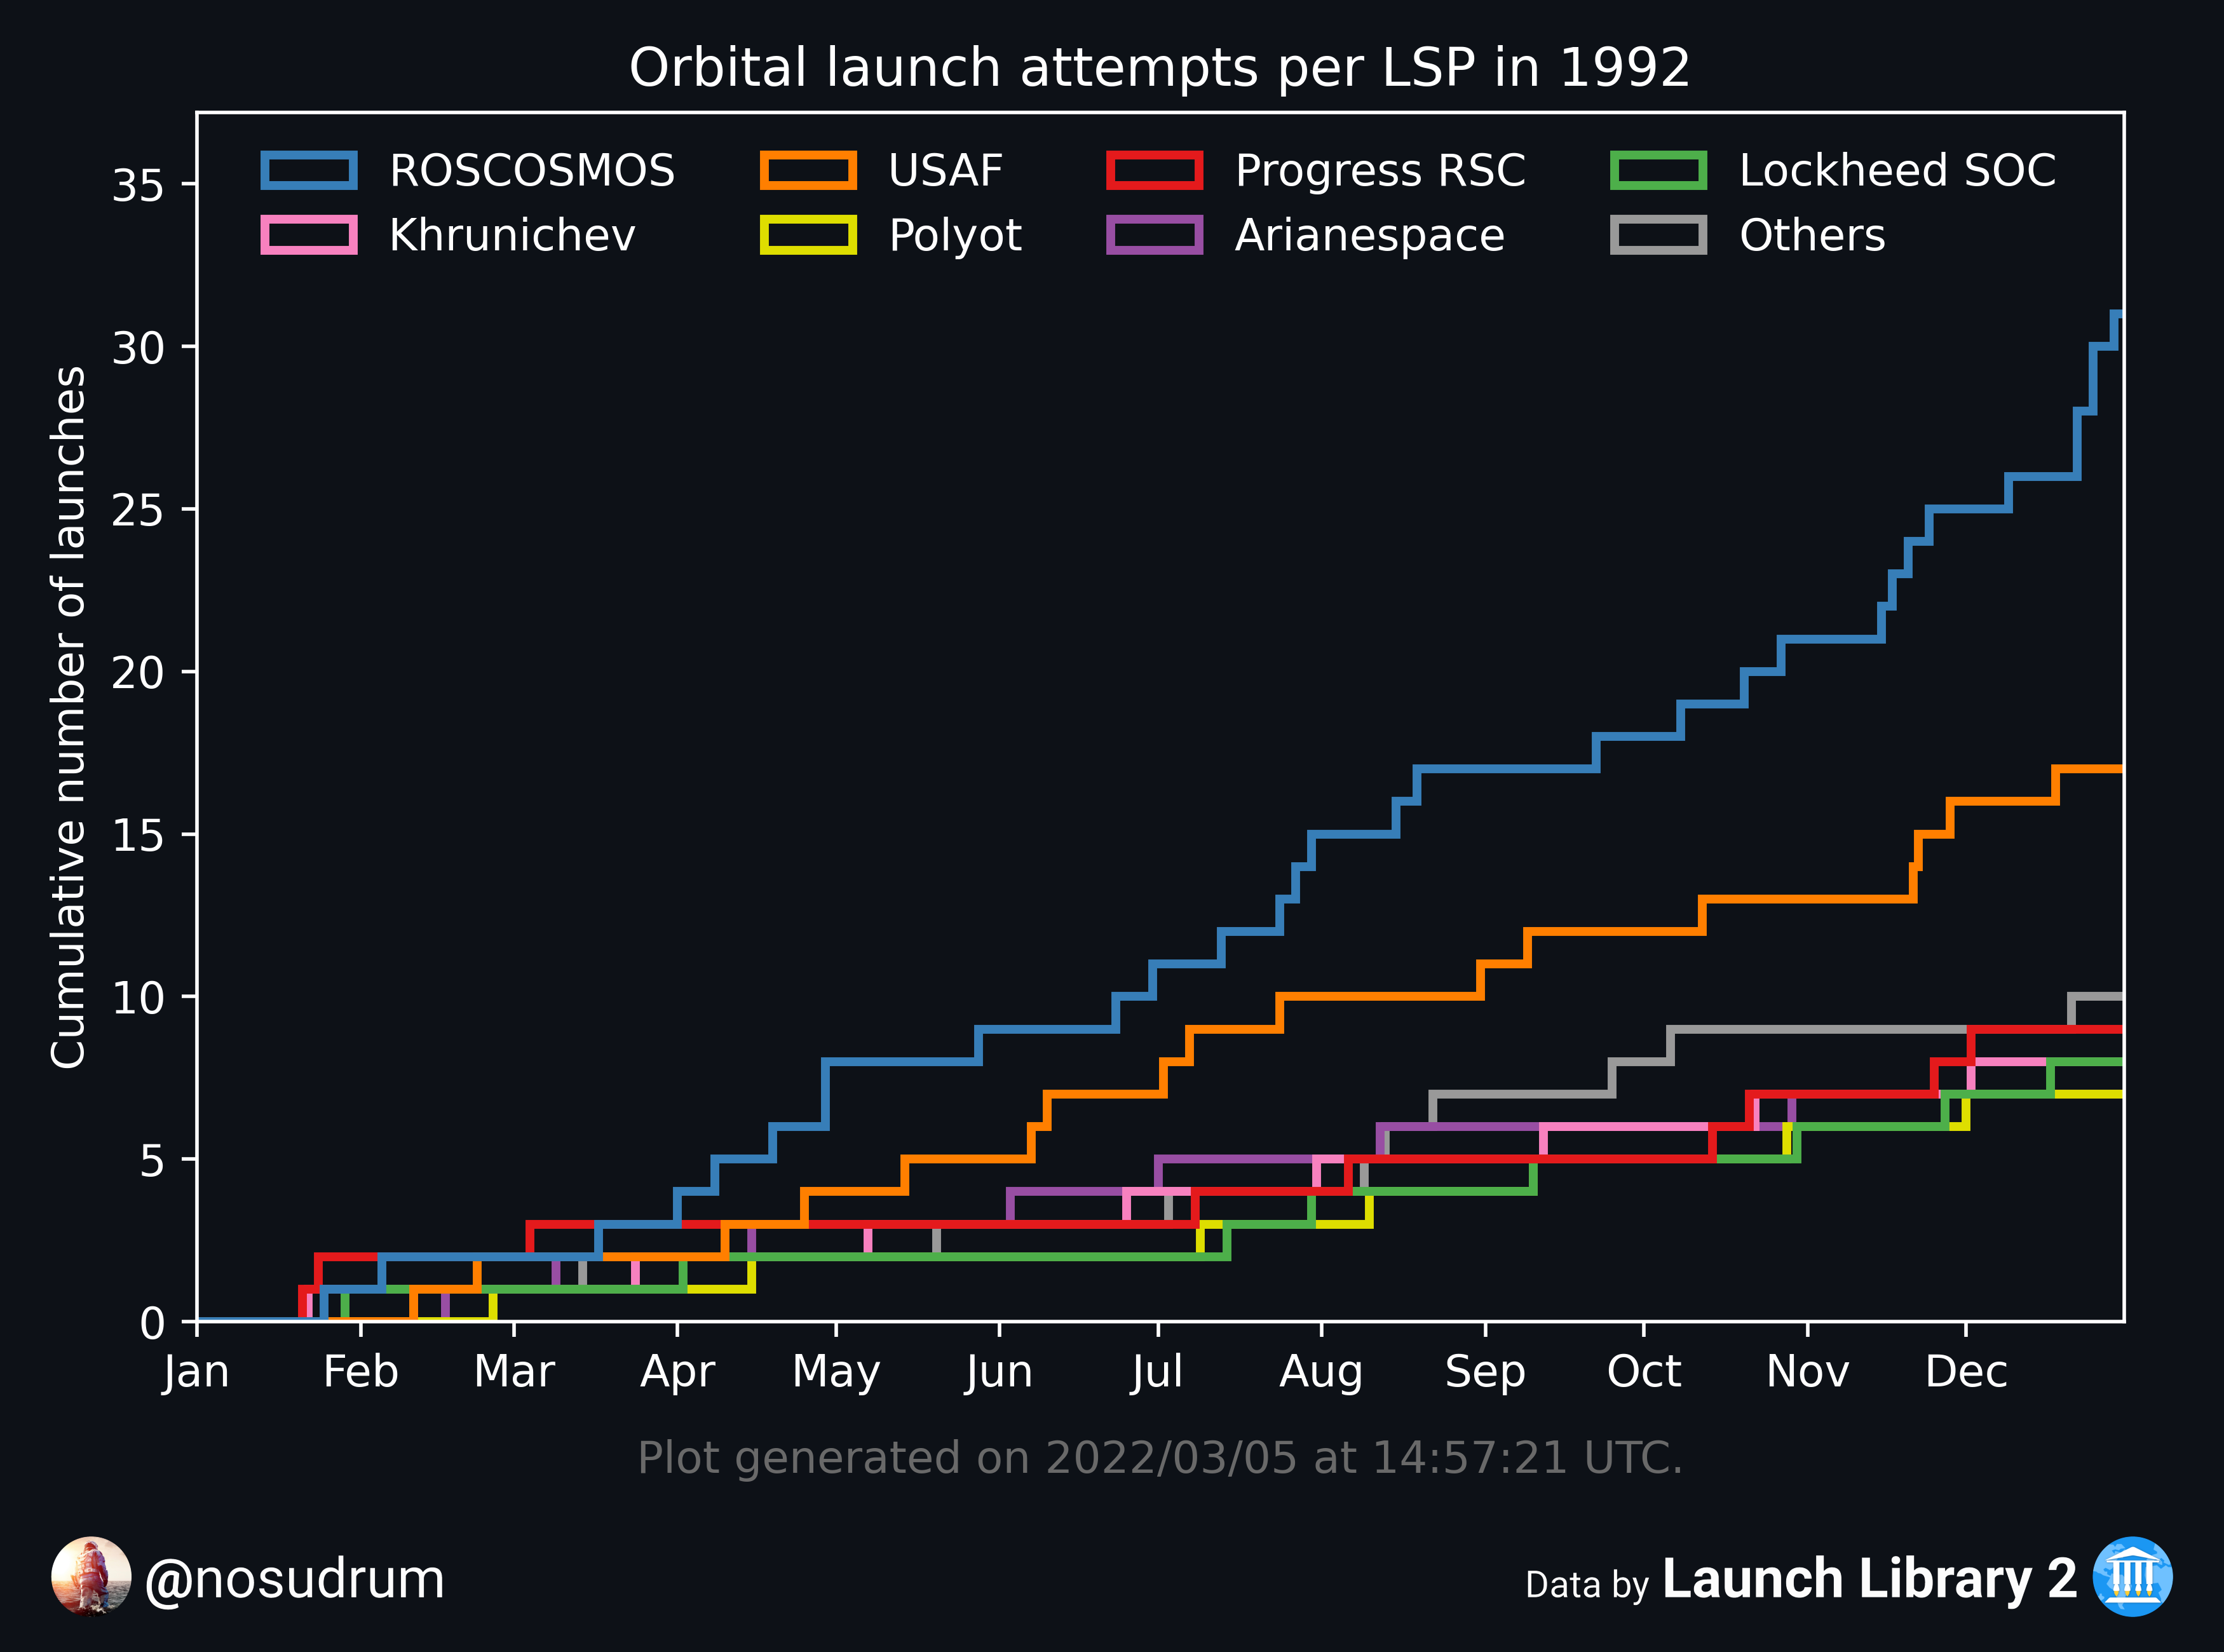 Orbital launch attempts per LSP in 1992
ROSCOSMOS USAF Progress RSC Lockheed SOC
Khrunichev Polyot Arianespace Others
Cumulative number of launches
35
30
25
20
15
10
5
0
Jan Feb Mar Apr May Jun Jul Aug Sep Oct Nov Dec
Plot generated on 2022/03/05 at 14:57:21 UTC.
@nosudrum Data by Launch Library 2